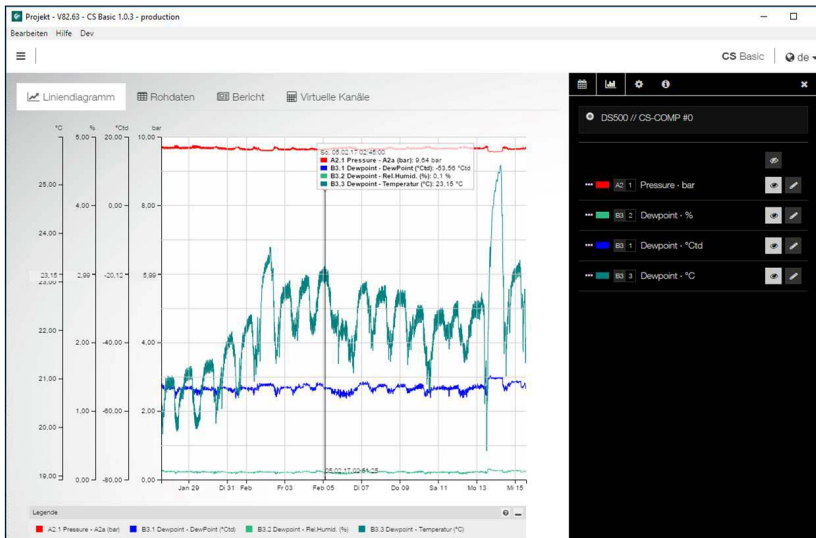 Projekt - V82.63 - CS Basic 1.0.3 - production
Bearbeiten Hilfe Dev
CS Basic de
Liniendiagramm Rohdaten Bericht Virtuelle Kanäle
DS500 // CS-COMP #0
A2 1 Pressure · bar
B3 2 Dewpoint · %
B3 1 Dewpoint · °Ctd
B3 3 Dewpoint · °C
°C % °Ctd bar
5,00 20,00 10,00
So, 05.02.17 02:45:00
A2.1 Pressure - A2a (bar): 9,64 bar
B3.1 Dewpoint - DewPoint (°Ctd): -53,56 °Ctd
B3.2 Dewpoint - Rel.Humid. (%): 0,1 %
B3.3 Dewpoint - Temperatur (°C): 23,15 °C
25,00
4,00 0,00 8,00
24,00
23,15 2,99 -20,12 5,99
23,00
22,00
2,00 -40,00 4,00
21,00
1,00 -60,00 2,00
20,00
19,00 0,00 -80,00 0,00
05.02.17 02:51:25
Jan 29 Di 31 Feb Fr 03 Feb 05 Di 07 Do 09 Sa 11 Mo 13 Mi 15
Legende
A2.1 Pressure - A2a (bar) B3.1 Dewpoint - DewPoint (°Ctd) B3.2 Dewpoint - Rel.Humid. (%) B3.3 Dewpoint - Temperatur (°C)